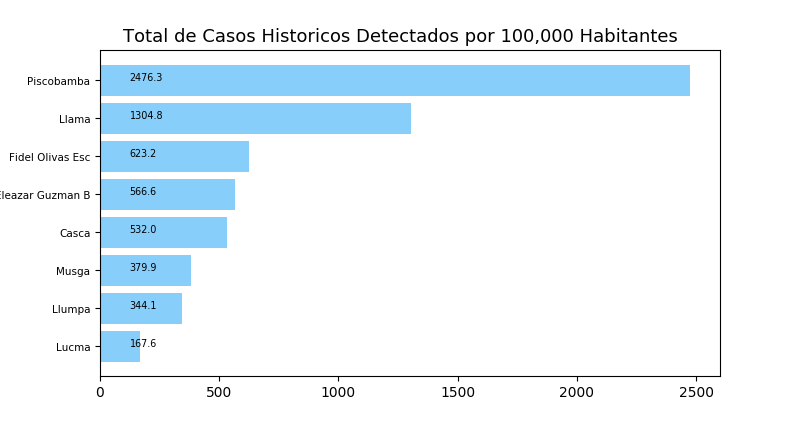 Total de Casos Historicos Detectados por 100,000 Habitantes
Piscobamba 2476.3
Llama 1304.8
Fidel Olivas Esc 623.2
Guzman B 566.6
Casca 532.0
Musga 379.9
Llumpa 344.1
Lucma 167.6
0 500 1000 1500 2000 2500